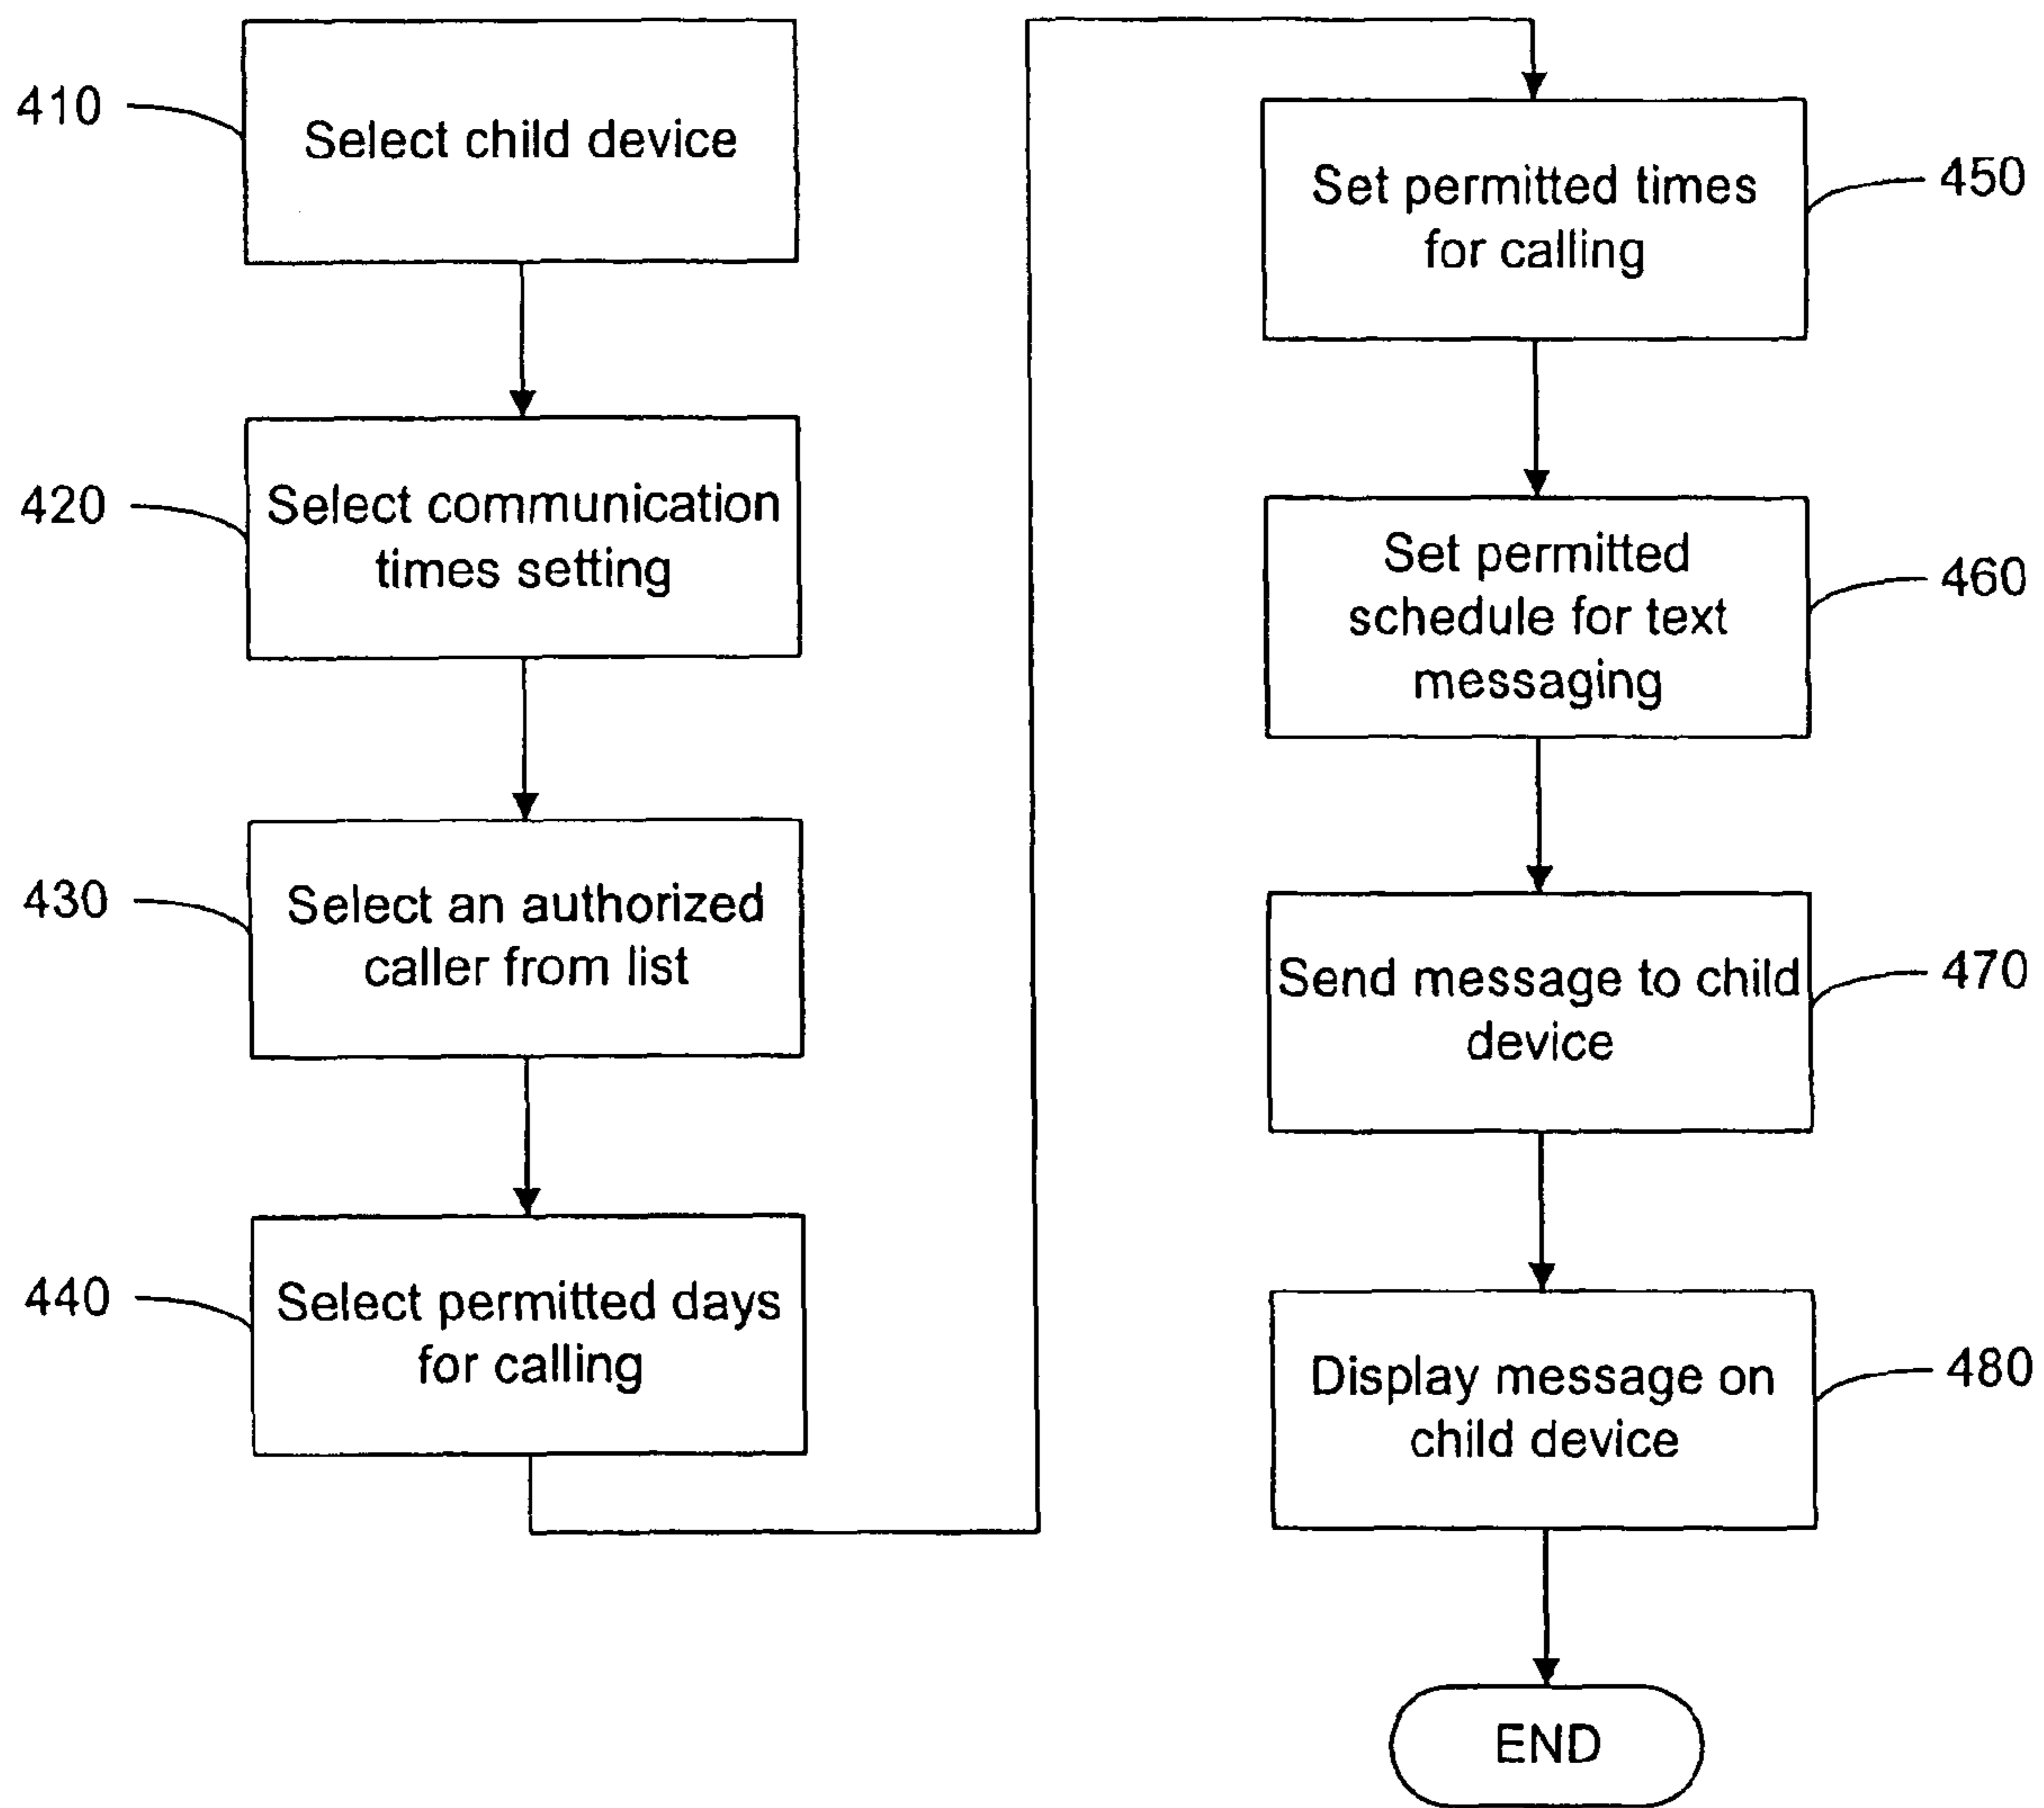 410
Select child device
420
Select communication
times setting
430
Select an authorized
caller from list
440
Select permitted days
for calling
450
Set permitted times
for calling
460
Set permitted
schedule for text
messaging
470
Send message to child
device
480
Display message on
child device
END